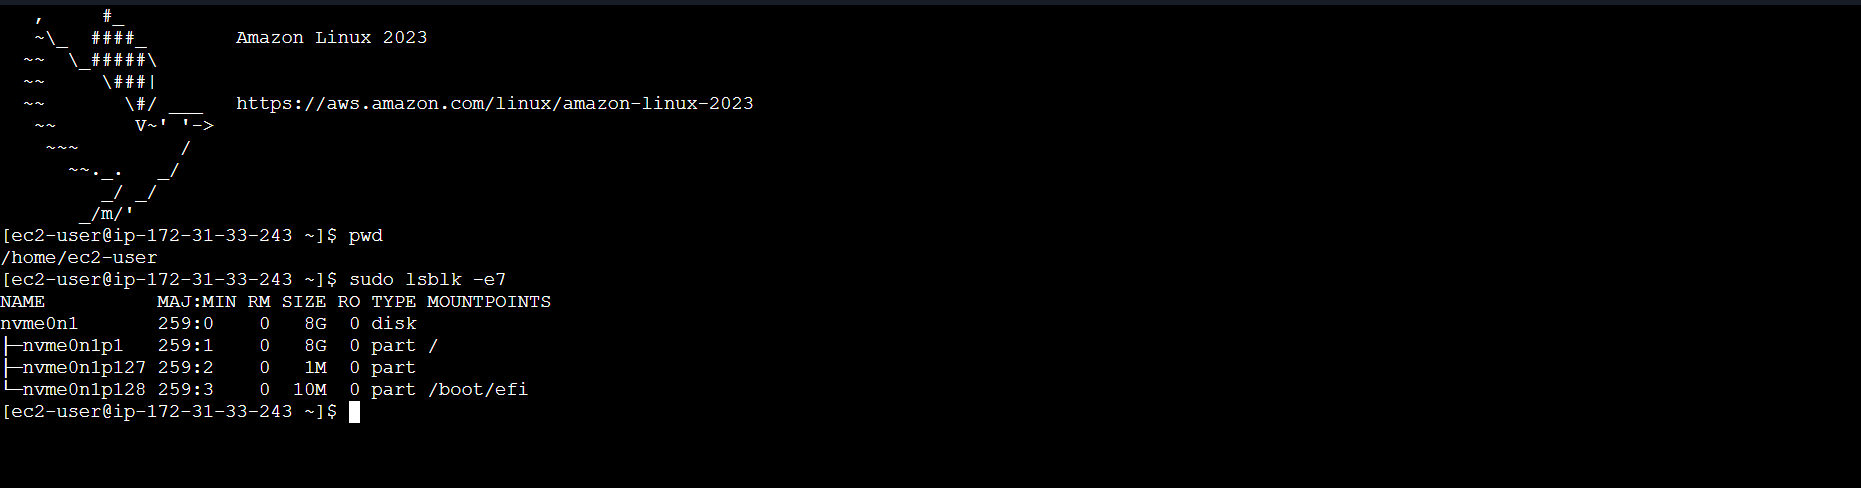 ,     #_
   ~\_  ####_        Amazon Linux 2023
  ~~  \_#####\
  ~~     \###|
  ~~       \#/ ___   https://aws.amazon.com/linux/amazon-linux-2023
   ~~       V~' '->
    ~~~         /
      ~~._.   _/
         _/ _/
       _/m/'
[ec2-user@ip-172-31-33-243 ~]$ pwd
/home/ec2-user
[ec2-user@ip-172-31-33-243 ~]$ sudo lsblk -e7
NAME          MAJ:MIN RM SIZE RO TYPE MOUNTPOINTS
nvme0n1       259:0    0   8G  0 disk
├─nvme0n1p1   259:1    0   8G  0 part /
├─nvme0n1p127 259:2    0   1M  0 part
└─nvme0n1p128 259:3    0  10M  0 part /boot/efi
[ec2-user@ip-172-31-33-243 ~]$